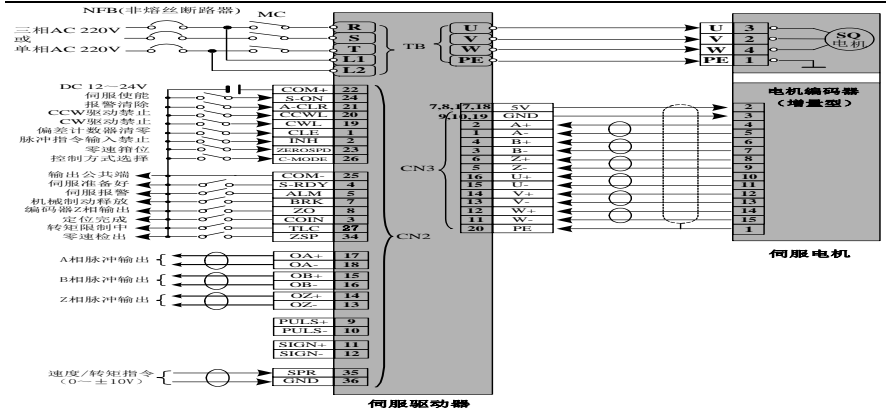 NFB(非熔丝断路器)
MC
三相AC 220V
或
单相AC 220V
R
S
T
L1
L2
TB
U
V
W
PE
U 3
V 2
W 4
PE 1
SQ
电机
DC 12～24V COM+ 22
伺服使能 S-ON 24
报警清除 A-CLR 21
CCW驱动禁止 CCWL 20
CW驱动禁止 CWL 19
偏差计数器清零 CLE 1
脉冲指令输入禁止 INH 2
零速箝位 ZEROSPD 23
控制方式选择 C-MODE 26
输出公共端 COM- 25
伺服准备好 S-RDY 4
伺服报警 ALM 5
机械制动释放 BRK 7
编码器Z相输出 ZO 8
定位完成 COIN 3
转矩限制中 TLC 27
零速检出 ZSP 34
CN2
A相脉冲输出
OA+ 17
OA- 18
B相脉冲输出
OB+ 15
OB- 16
Z相脉冲输出
OZ+ 14
OZ- 13
PULS+ 9
PULS- 10
SIGN+ 11
SIGN- 12
速度/转矩指令
(0～±10V)
SPR 35
GND 36
伺服驱动器
CN3
7,8,17,18 5V
9,10,19 GND
2 A+
1 A-
4 B+
3 B-
6 Z+
5 Z-
16 U+
15 U-
14 V+
13 V-
12 W+
11 W-
20 PE
电机编码器
(增量型)
2
3
4
5
6
7
8
9
10
11
12
13
14
15
1
伺服电机